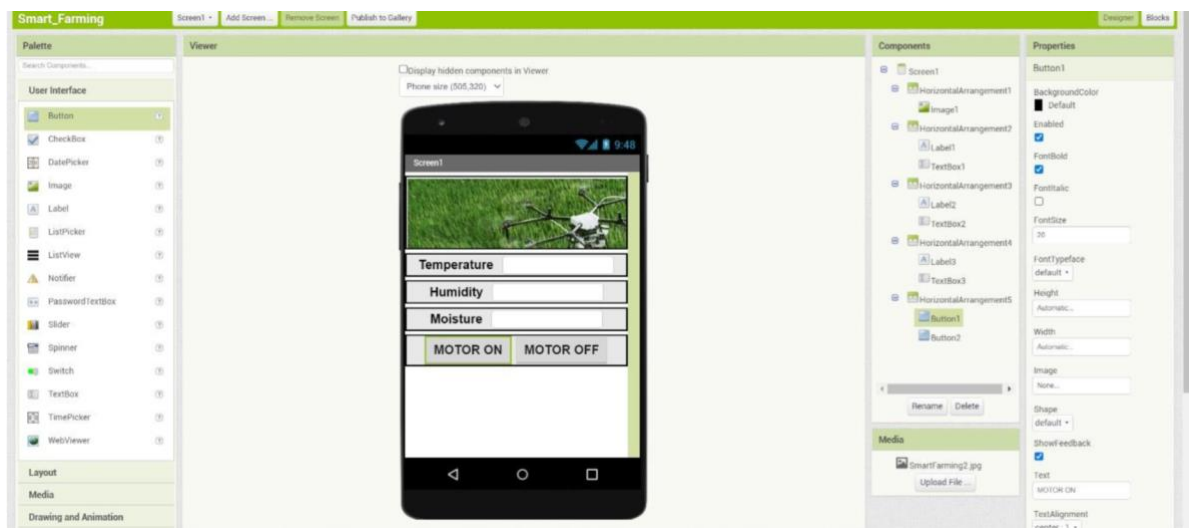 Smart_Farming
Screen1
Add Screen...
Remove Screen
Publish to Gallery
Designer
Blocks
Palette
Search Components...
User Interface
Button
CheckBox
DatePicker
Image
Label
ListPicker
ListView
Notifier
PasswordTextBox
Slider
Spinner
Switch
TextBox
TimePicker
WebViewer
Layout
Media
Drawing and Animation
Viewer
Display hidden components in Viewer
Phone size (505,320)
9:48
Screen1
Temperature
Humidity
Moisture
MOTOR ON
MOTOR OFF
Components
Screen1
HorizontalArrangement1
Image1
HorizontalArrangement2
Label1
TextBox1
HorizontalArrangement3
Label2
TextBox2
HorizontalArrangement4
Label3
TextBox3
HorizontalArrangement5
Button1
Button2
Rename
Delete
Media
SmartFarming2.jpg
Upload File ...
Properties
Button1
BackgroundColor
Default
Enabled
FontBold
FontItalic
FontSize
FontTypeface
default
Height
Automatic...
Width
Automatic...
Image
None...
Shape
default
ShowFeedback
Text
MOTOR ON
TextAlignment
center : 1